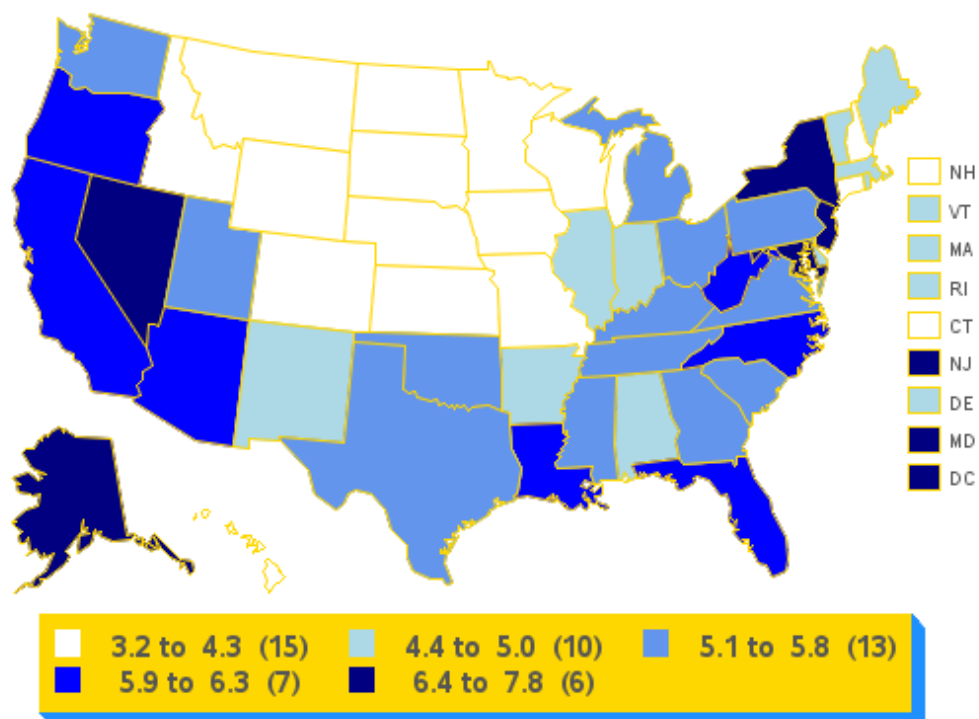 NH
VT
MA
RI
CT
NJ
DE
MD
DC
3.2 to 4.3 (15) 4.4 to 5.0 (10) 5.1 to 5.8 (13)
5.9 to 6.3 (7) 6.4 to 7.8 (6)